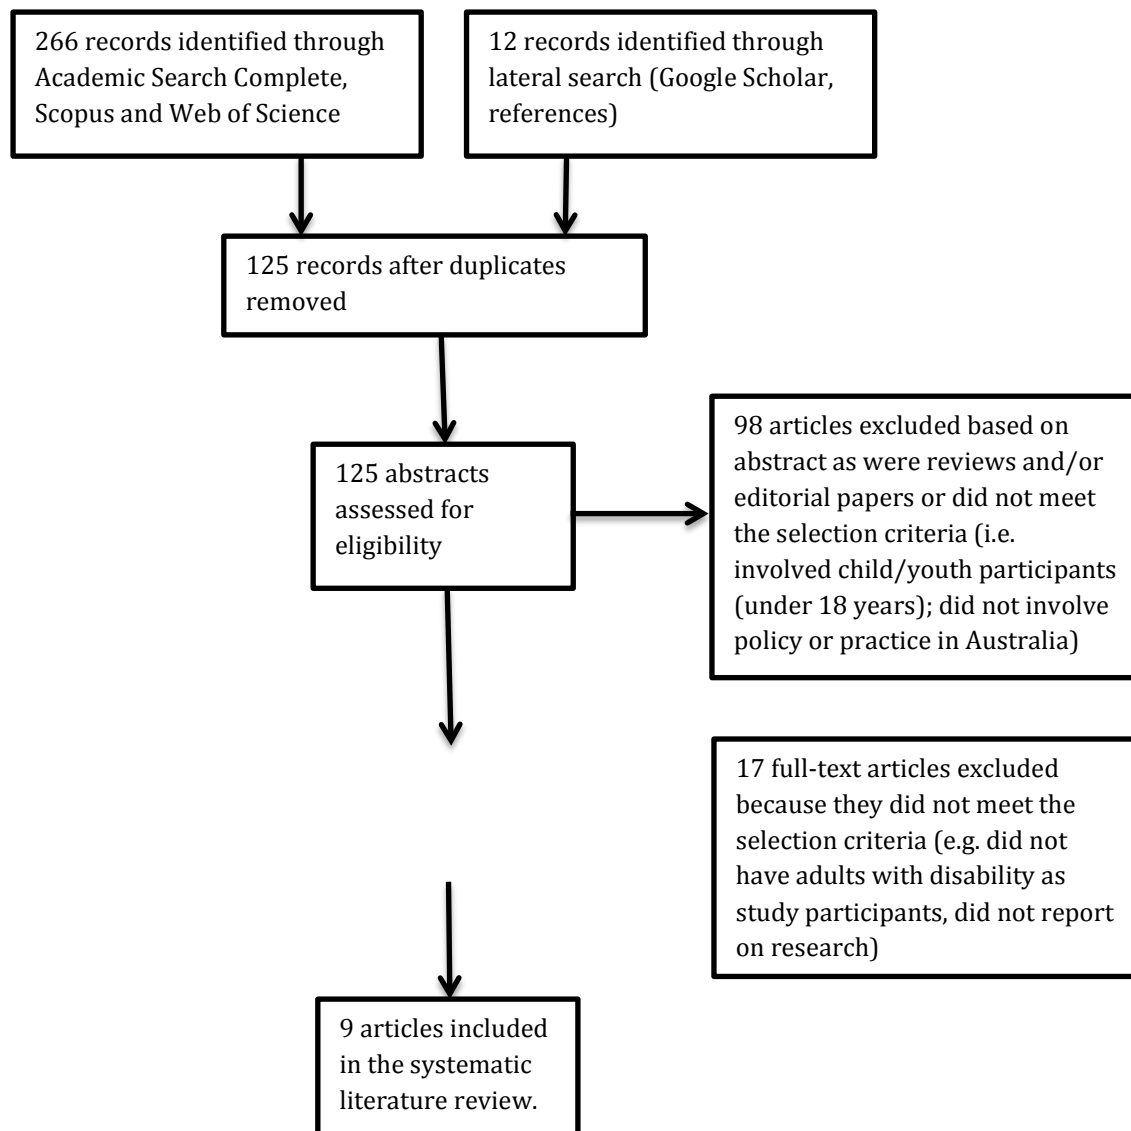 266 records identified through
Academic Search Complete,
Scopus and Web of Science
12 records identified through
lateral search (Google Scholar,
references)
125 records after duplicates
removed
125 abstracts
assessed for
eligibility
98 articles excluded based on
abstract as were reviews and/or
editorial papers or did not meet
the selection criteria (i.e.
involved child/youth participants
(under 18 years); did not involve
policy or practice in Australia)
17 full-text articles excluded
because they did not meet the
selection criteria (e.g. did not
have adults with disability as
study participants, did not report
on research)
9 articles included
in the systematic
literature review.